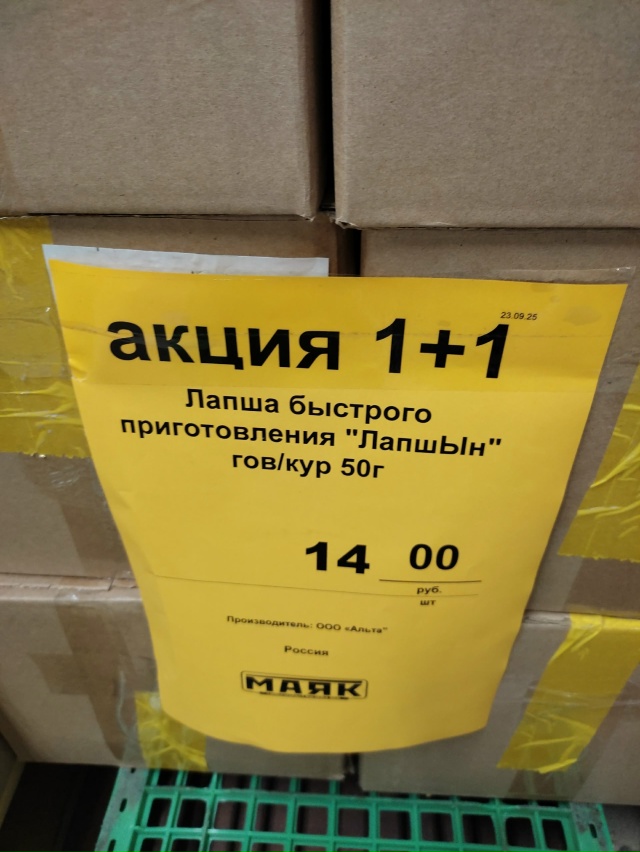 23.09.25
акция 1+1
Лапша быстрого
приготовления "ЛапшЫн"
гов/кур 50г
14 00
руб.
шт
Производитель: ООО «Альта"
Россия
МАЯК